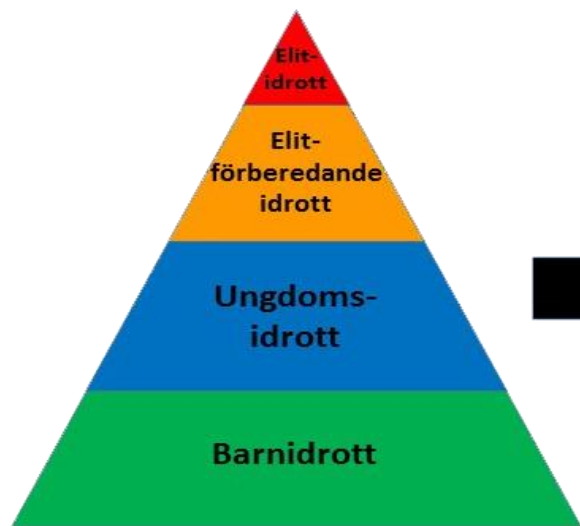 Elit-
idrott
Elit-
förberedande
idrott
Ungdoms-
idrott
Barnidrott